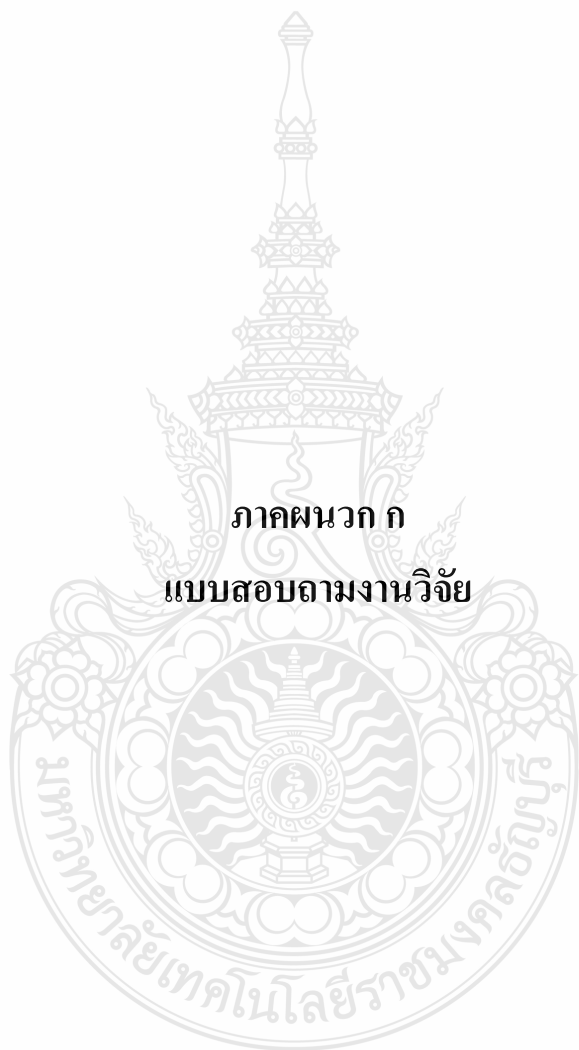 ภาคผนวก ก
แบบสอบถามงานวิจัย
มหาวิทยาลัยเทคโนโลยีราชมงคลธัญบุรี